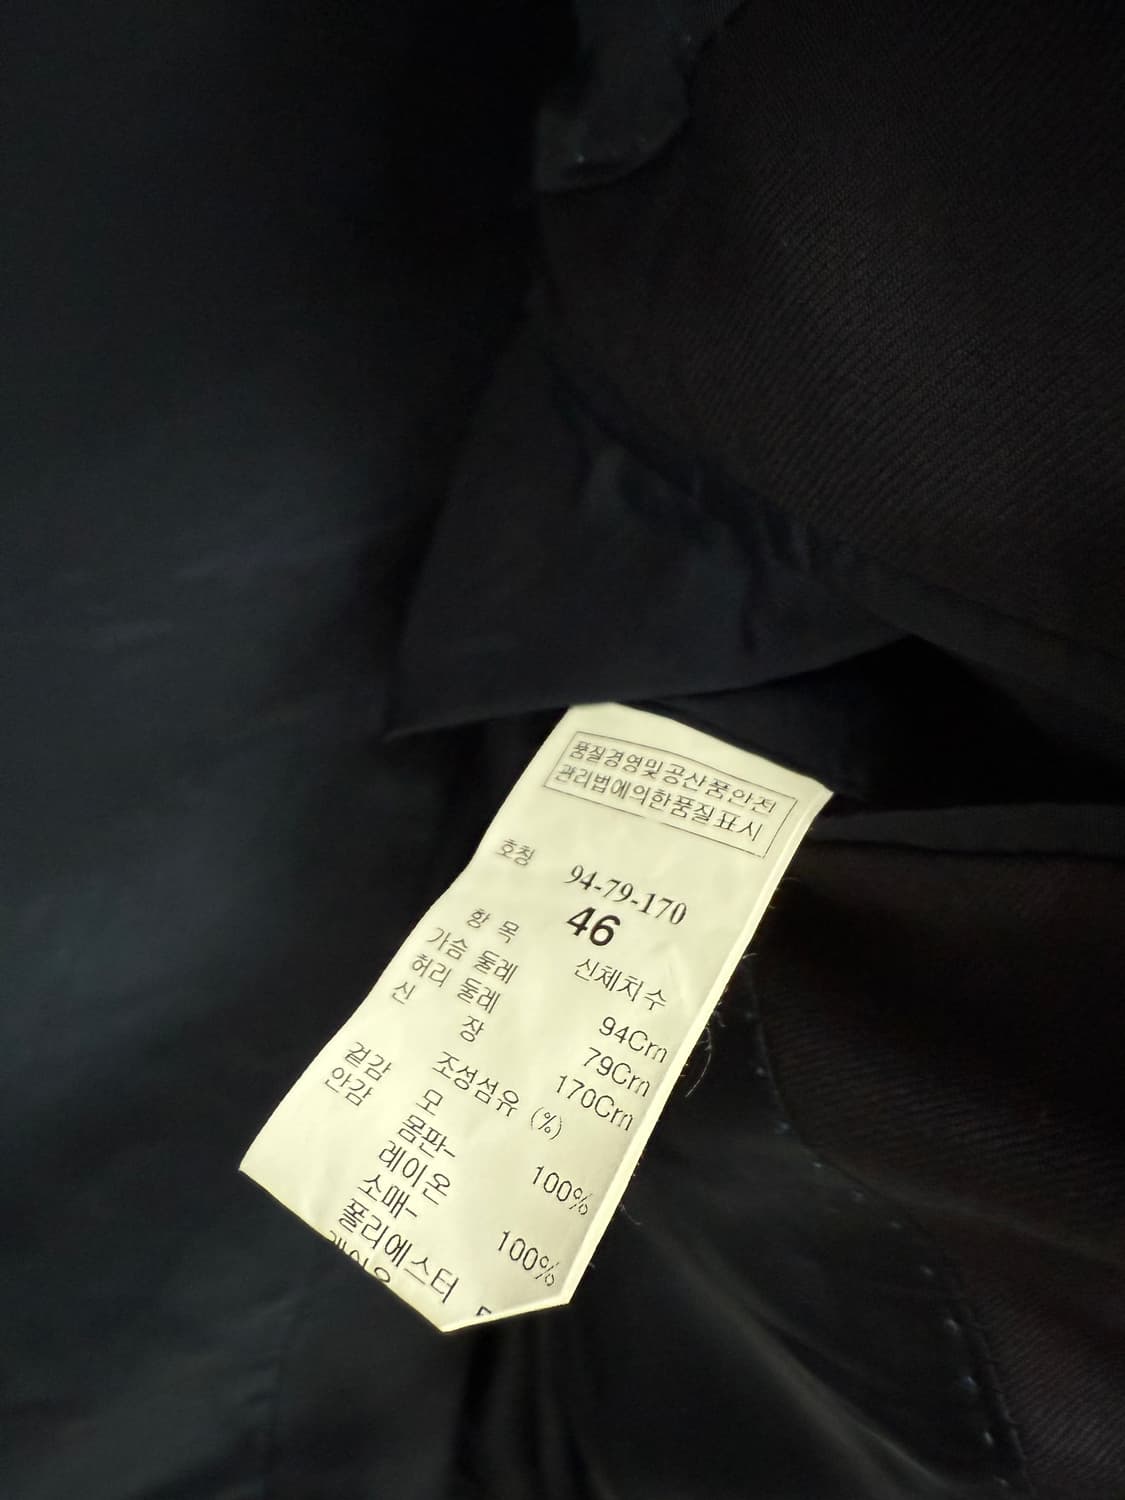 품질경영및공산품안전
관리법에의한품질표시
호칭 94-79-170
46
항 목 신체치수
가슴 둘레 94Cm
허리 둘레 79Cm
신 장 170Cm
조성섬유 (%)
겉감 모 100%
안감 몸판-
레이온 100%
소매-
폴리에스터
레이온